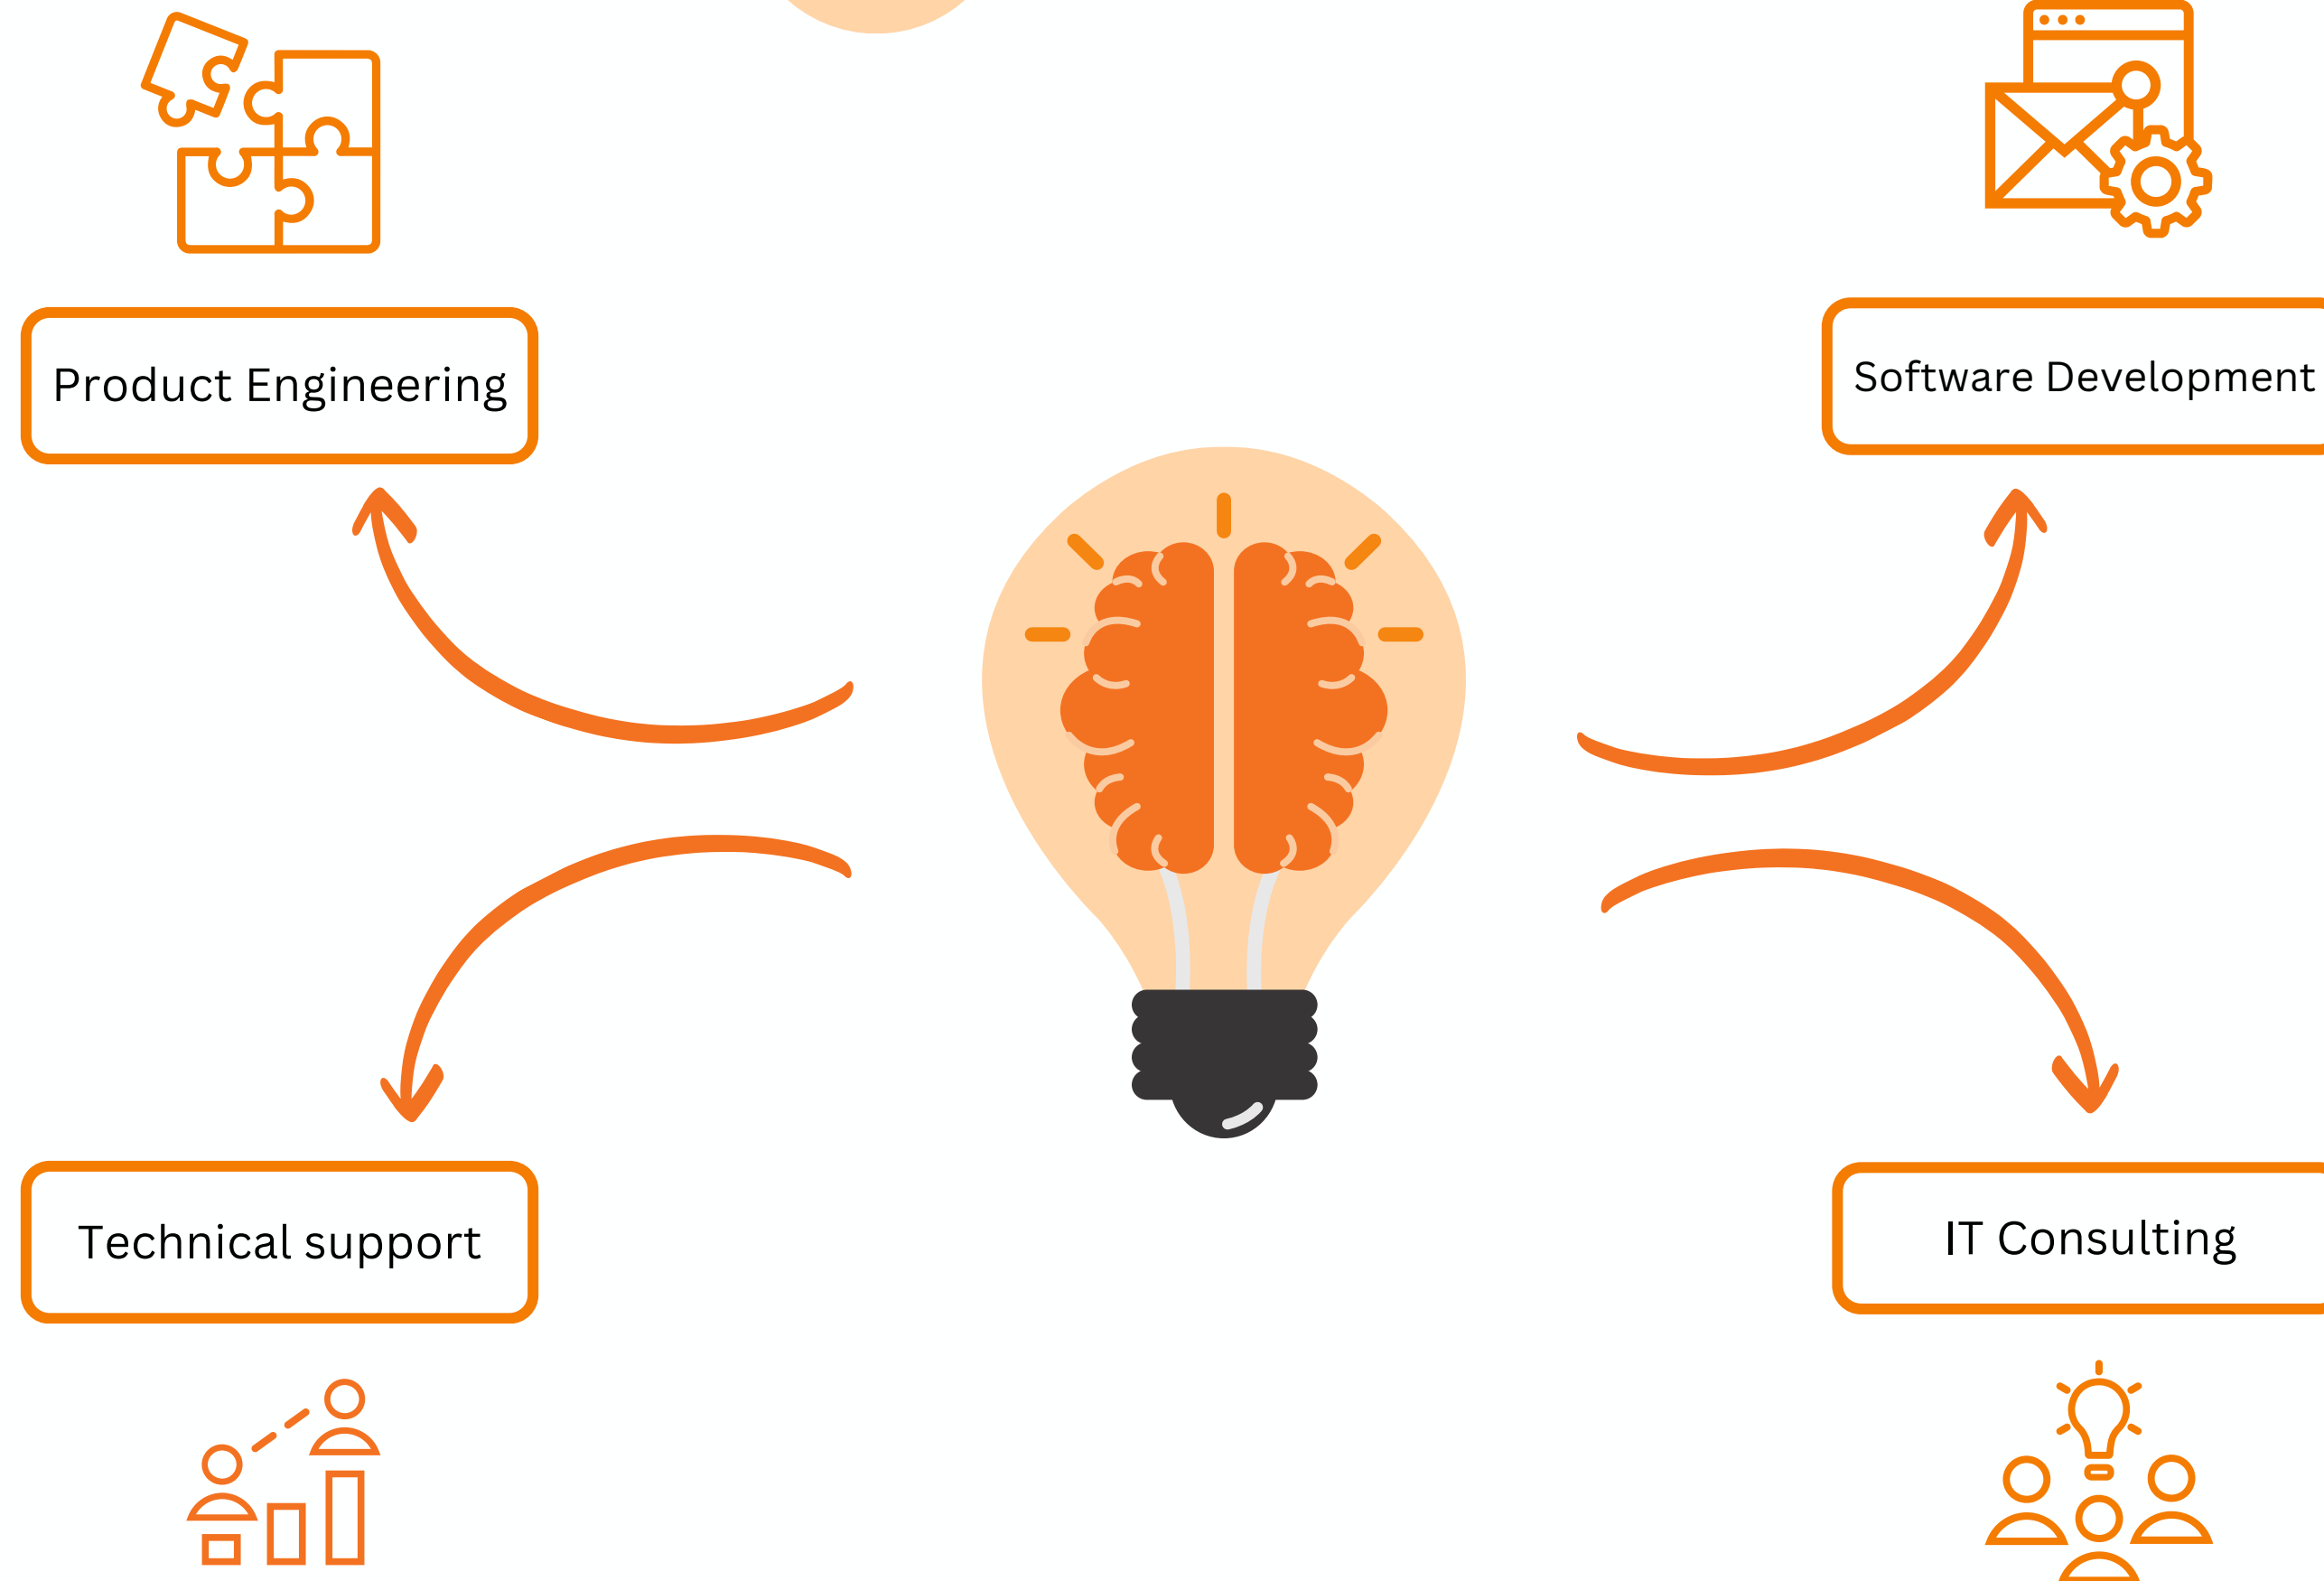 Product Engineering
Software Development
Technical support
IT Consulting